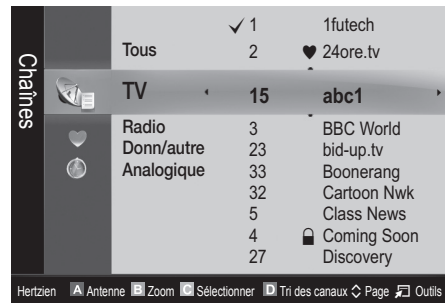 Chaînes
✓ 1 1futech
Tous 2 ♥ 24ore.tv
TV 15 abc1
Radio 3 BBC World
Donn/autre 23 bid-up.tv
Analogique 33 Boonerang
32 Cartoon Nwk
5 Class News
4 Coming Soon
27 Discovery
Hertzien A Antenne B Zoom C Sélectionner D Tri des canaux Page Outils